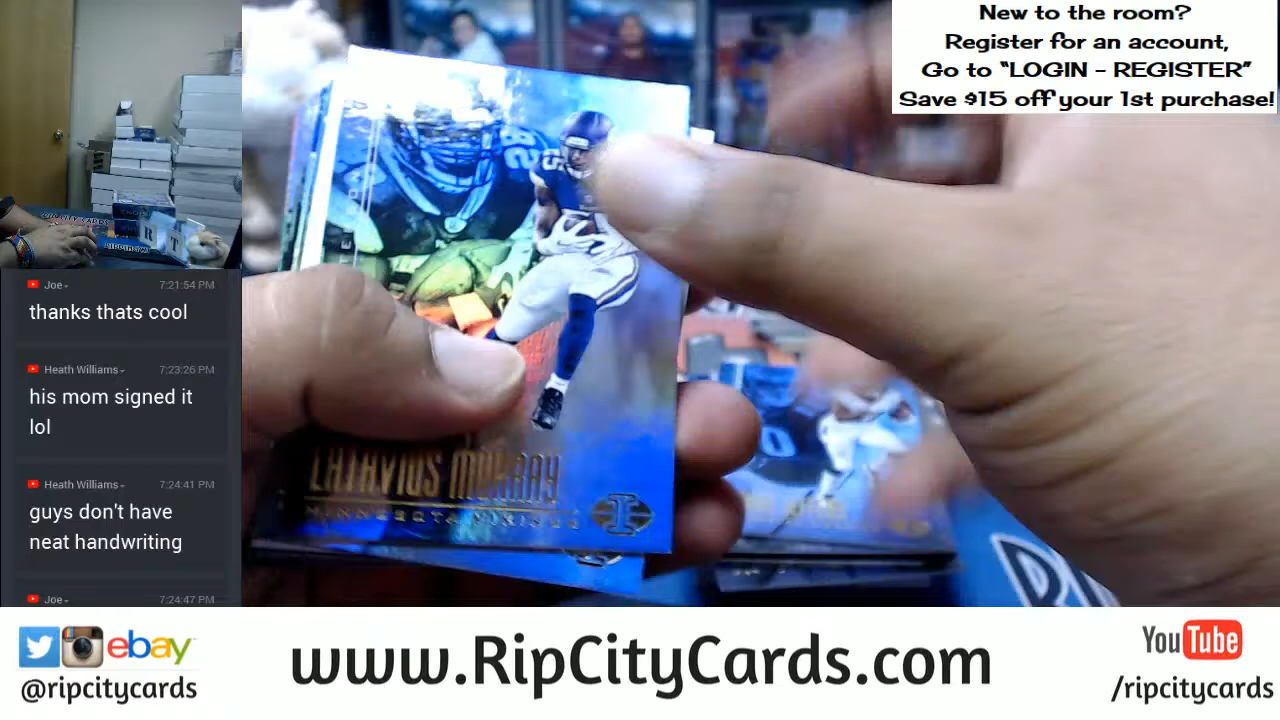 New to the room?
Register for an account,
Go to "LOGIN - REGISTER"
Save $15 off your 1st purchase!
82
RT
Joe
7:21:54 PM
thanks thats cool
Heath Williams
7:23:26 PM
his mom signed it
lol
Heath Williams
7:24:41 PM
guys don't have
neat handwriting
Joe
7:24:47 PM
LATAVIUS MURRAY
MINNESOTA VIKINGS
I
ebay
@ripcitycards
www.RipCityCards.com
YouTube
/ripcitycards